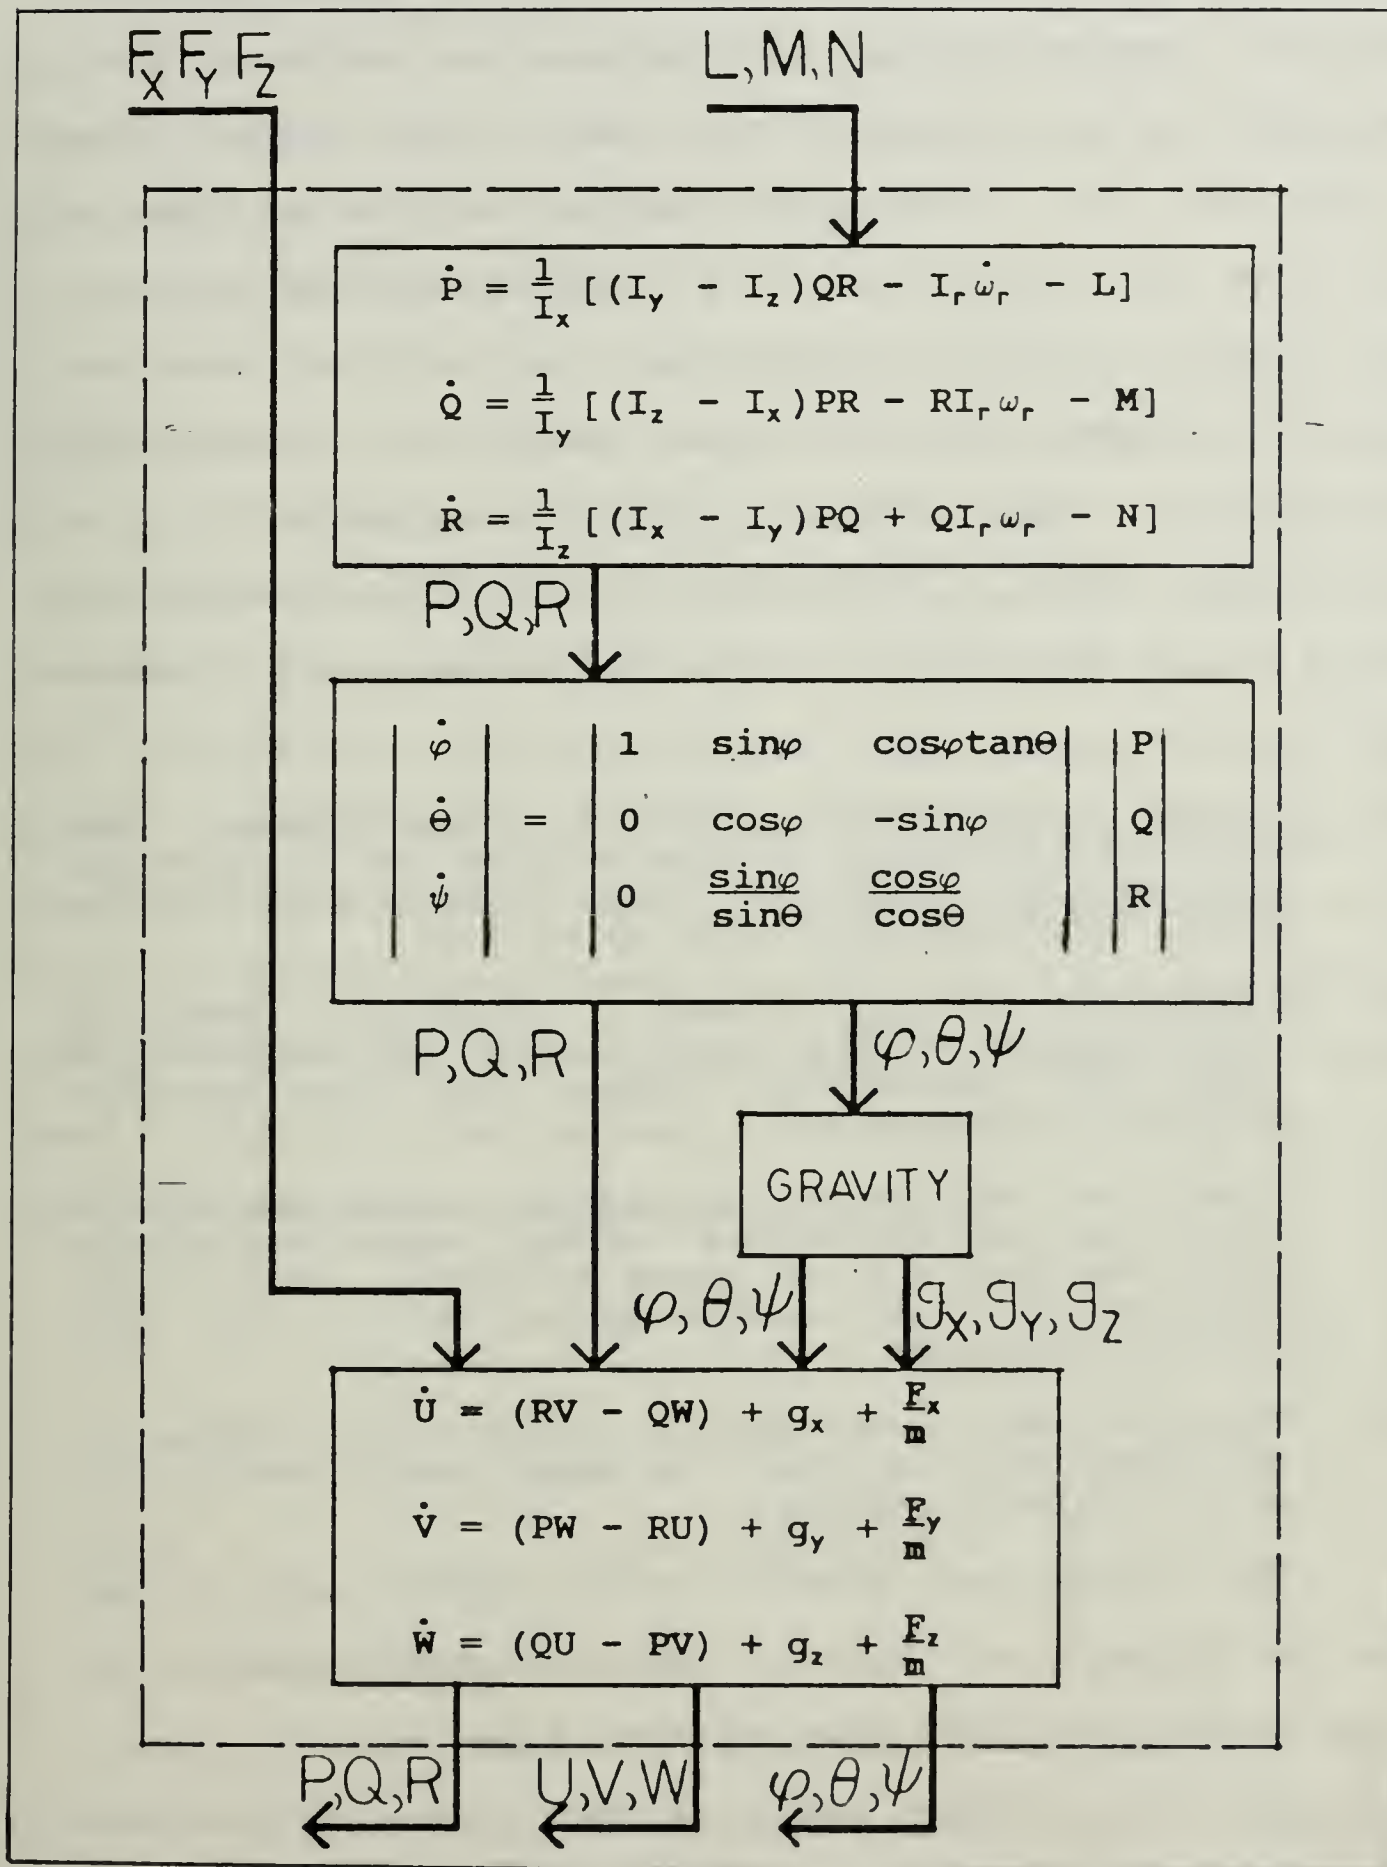 F_X F_Y F_Z
L, M, N
Ṗ = 1/I_x [(I_y - I_z)QR - I_r ω̇_r - L]
Q̇ = 1/I_y [(I_z - I_x)PR - RI_r ω_r - M]
Ṙ = 1/I_z [(I_x - I_y)PQ + QI_r ω_r - N]
P,Q,R
| φ̇ | | 1 sinφ cosφtanθ | | P |
| θ̇ | = | 0 cosφ -sinφ | | Q |
| ψ̇ | | 0 sinφ/sinθ cosφ/cosθ | | R |
P,Q,R
φ,θ,ψ
GRAVITY
φ,θ,ψ
g_X, g_Y, g_Z
U̇ = (RV - QW) + g_x + F_x/m
V̇ = (PW - RU) + g_y + F_y/m
Ẇ = (QU - PV) + g_z + F_z/m
P,Q,R
U,V,W
φ,θ,ψ